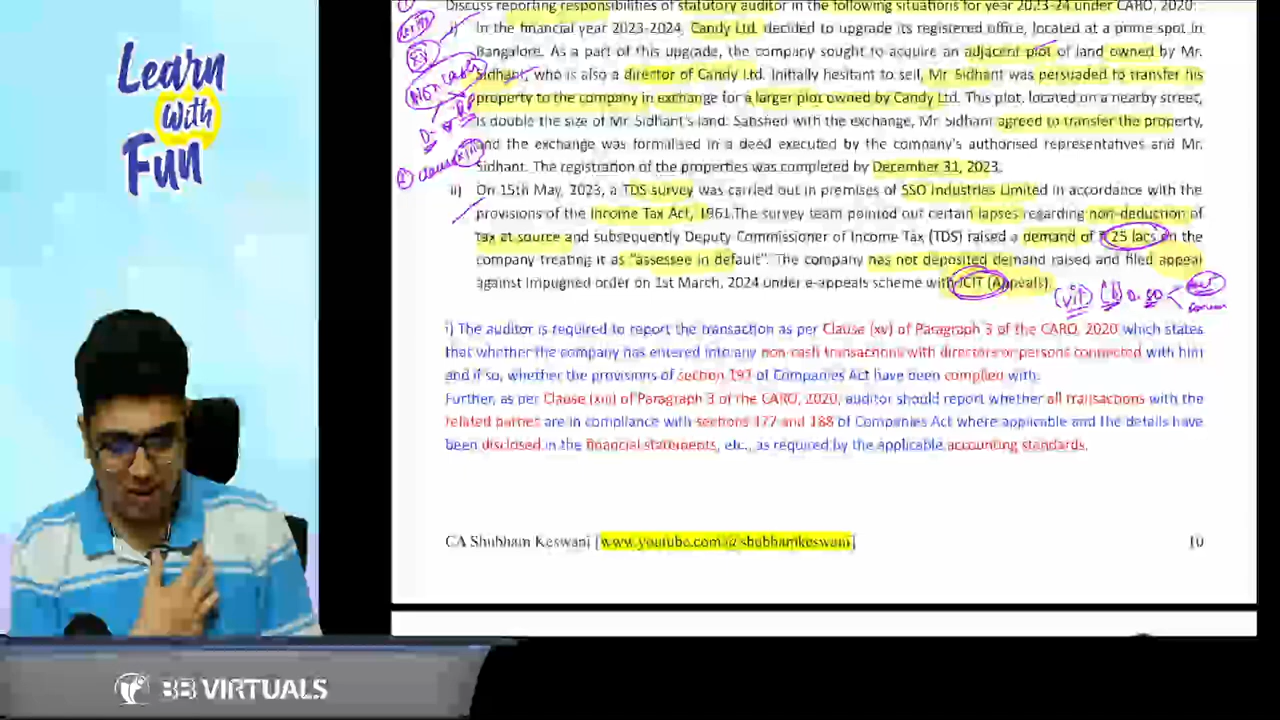 Learn
With
Fun
Discuss reporting responsibilities of statutory auditor in the following situations for year 2023-24 under CARO, 2020:
i) In the financial year 2023-2024, Candy Ltd. decided to upgrade its registered office, located at a prime spot in
Bangalore. As a part of this upgrade, the company sought to acquire an adjacent plot of land owned by Mr.
Sidhant, who is also a director of Candy Ltd. Initially hesitant to sell, Mr Sidhant was persuaded to transfer his
property to the company in exchange for a larger plot owned by Candy Ltd. This plot, located on a nearby street,
is double the size of Mr Sidhant's land. Satisfied with the exchange, Mr Sidhant agreed to transfer the property,
and the exchange was formalised in a deed executed by the company's authorised representatives and Mr.
Sidhant. The registration of the properties was completed by December 31, 2023.
ii) On 15th May, 2023, a TDS survey was carried out in premises of SSO Industries Limited in accordance with the
provisions of the Income Tax Act, 1961.The survey team pointed out certain lapses regarding non-deduction of
tax at source and subsequently Deputy Commissioner of Income Tax (TDS) raised a demand of ₹ 25 lacs on the
company treating it as "assessee in default". The company has not deposited demand raised and filed appeal
against impugned order on 1st March, 2024 under e-appeals scheme with JCIT (Appeals).
(xv)
Non cash
② clause xiii
(vii) (b)
i) The auditor is required to report the transaction as per Clause (xv) of Paragraph 3 of the CARO, 2020 which states
that whether the company has entered into any non-cash transactions with directors or persons connected with him
and if so, whether the provisions of section 192 of Companies Act have been complied with.
Further, as per Clause (xiii) of Paragraph 3 of the CARO, 2020, auditor should report whether all transactions with the
related parties are in compliance with sections 177 and 188 of Companies Act where applicable and the details have
been disclosed in the financial statements, etc., as required by the applicable accounting standards.
CA Shubham Keswani [www.youtube.com/@shubhamkeswani] 10
BB VIRTUALS